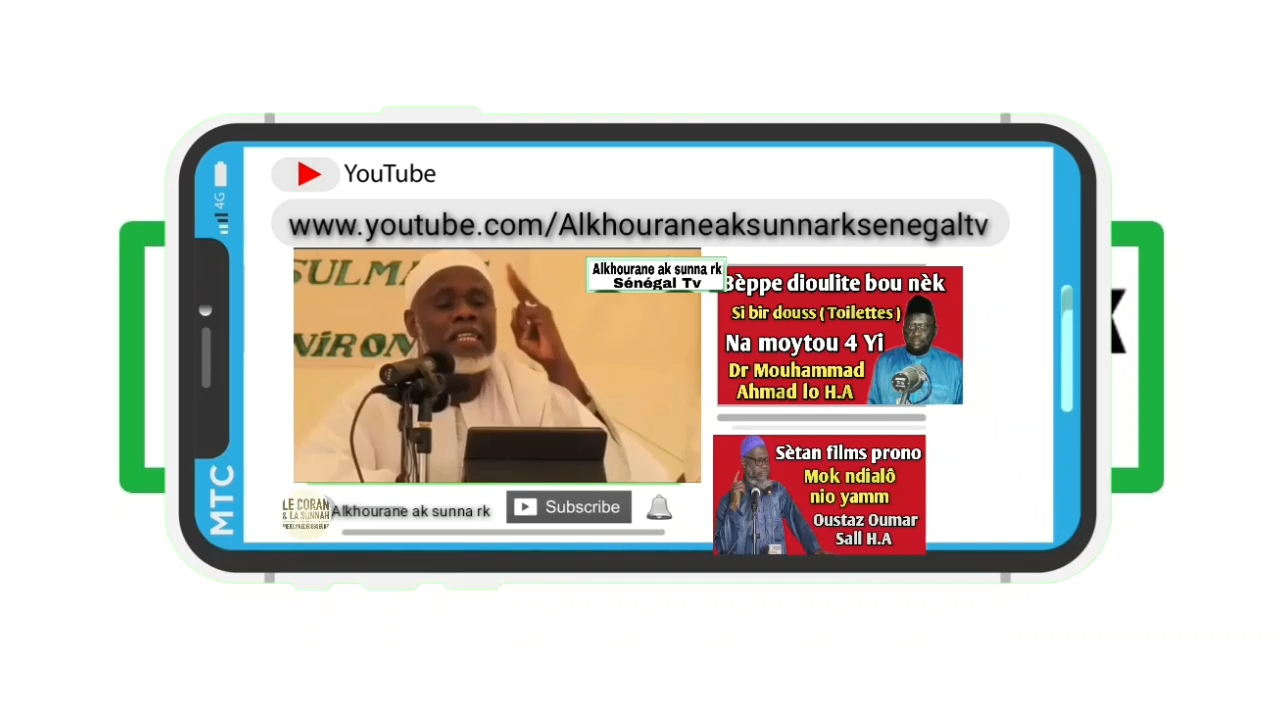 4G
MTC
YouTube
www.youtube.com/Alkhouraneaksunnarksenegaltv
SULMA
NIRON
Alkhourane ak sunna rk
Sénégal Tv
Bèppe dioulite bou nèk
Si bir douss ( Toilettes )
Na moytou 4 Yi
Dr Mouhammad
Ahmad lo H.A
Sètan films prono
Mok ndialô
nio yamm
Oustaz Oumar
Sall H.A
LE CORAN
& LA SUNNAH
Alkhourane ak sunna rk
Subscribe